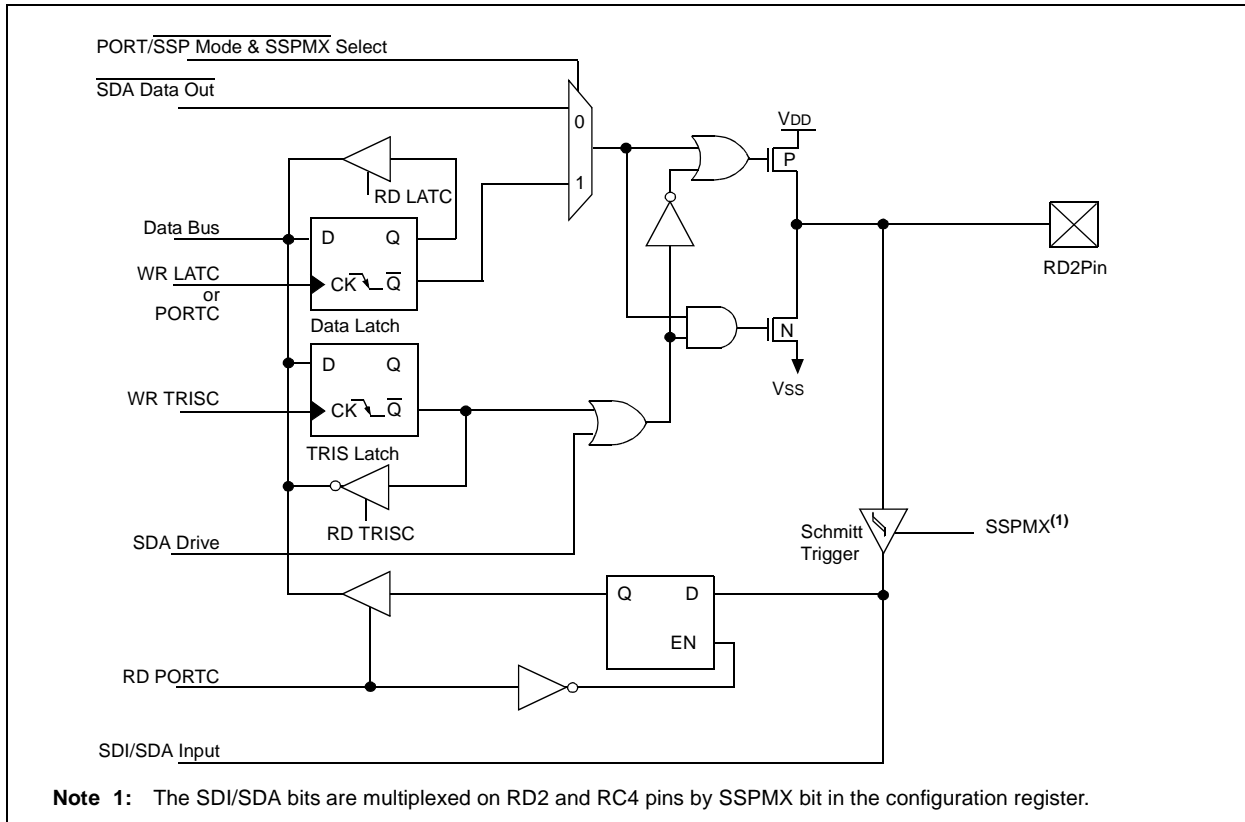 PORT/SSP Mode & SSPMX Select
SDA Data Out
0
1
VDD
P
RD LATC
Data Bus
D
Q
RD2Pin
WR LATC
or
PORTC
CK
Q
Data Latch
N
VSS
D
Q
WR TRISC
CK
Q
TRIS Latch
RD TRISC
SDA Drive
Schmitt
Trigger
SSPMX(1)
Q
D
EN
RD PORTC
SDI/SDA Input
Note 1: The SDI/SDA bits are multiplexed on RD2 and RC4 pins by SSPMX bit in the configuration register.